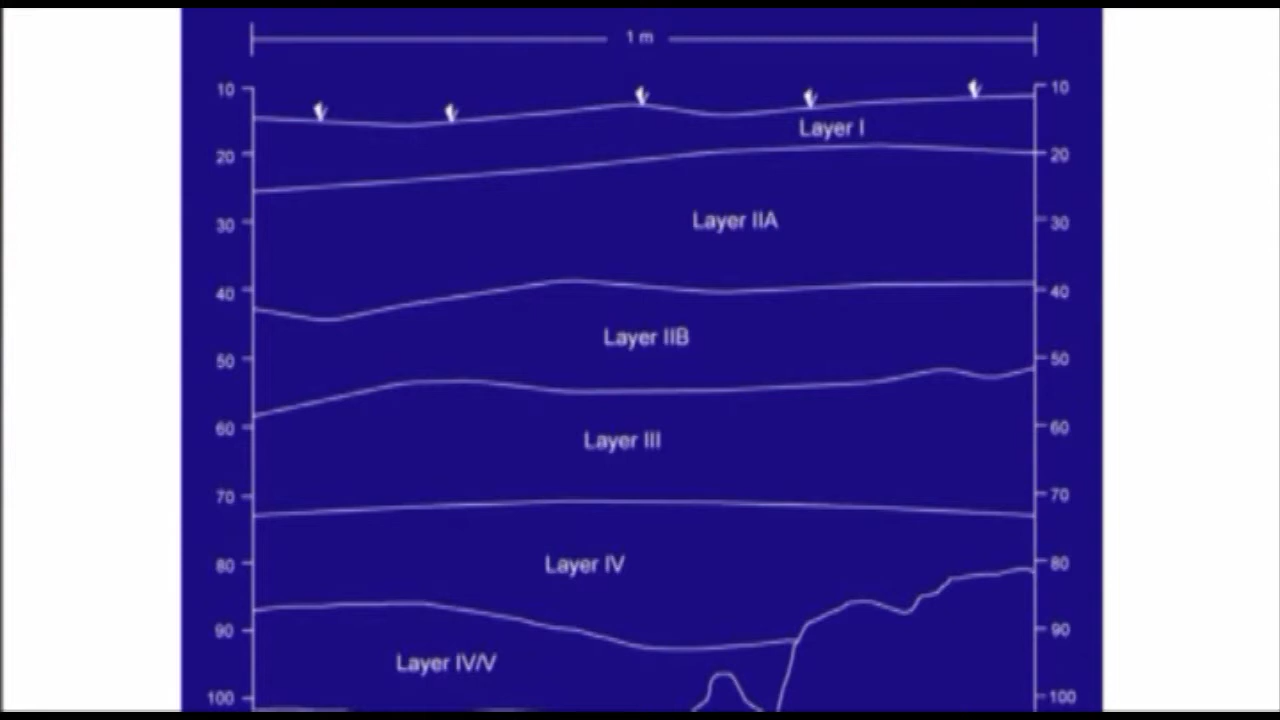 1 m
10 10
Layer I
20 20
Layer IIA
30 30
40 40
Layer IIB
50 50
60 60
Layer III
70 70
80 80
Layer IV
90 90
Layer IV/V
100 100